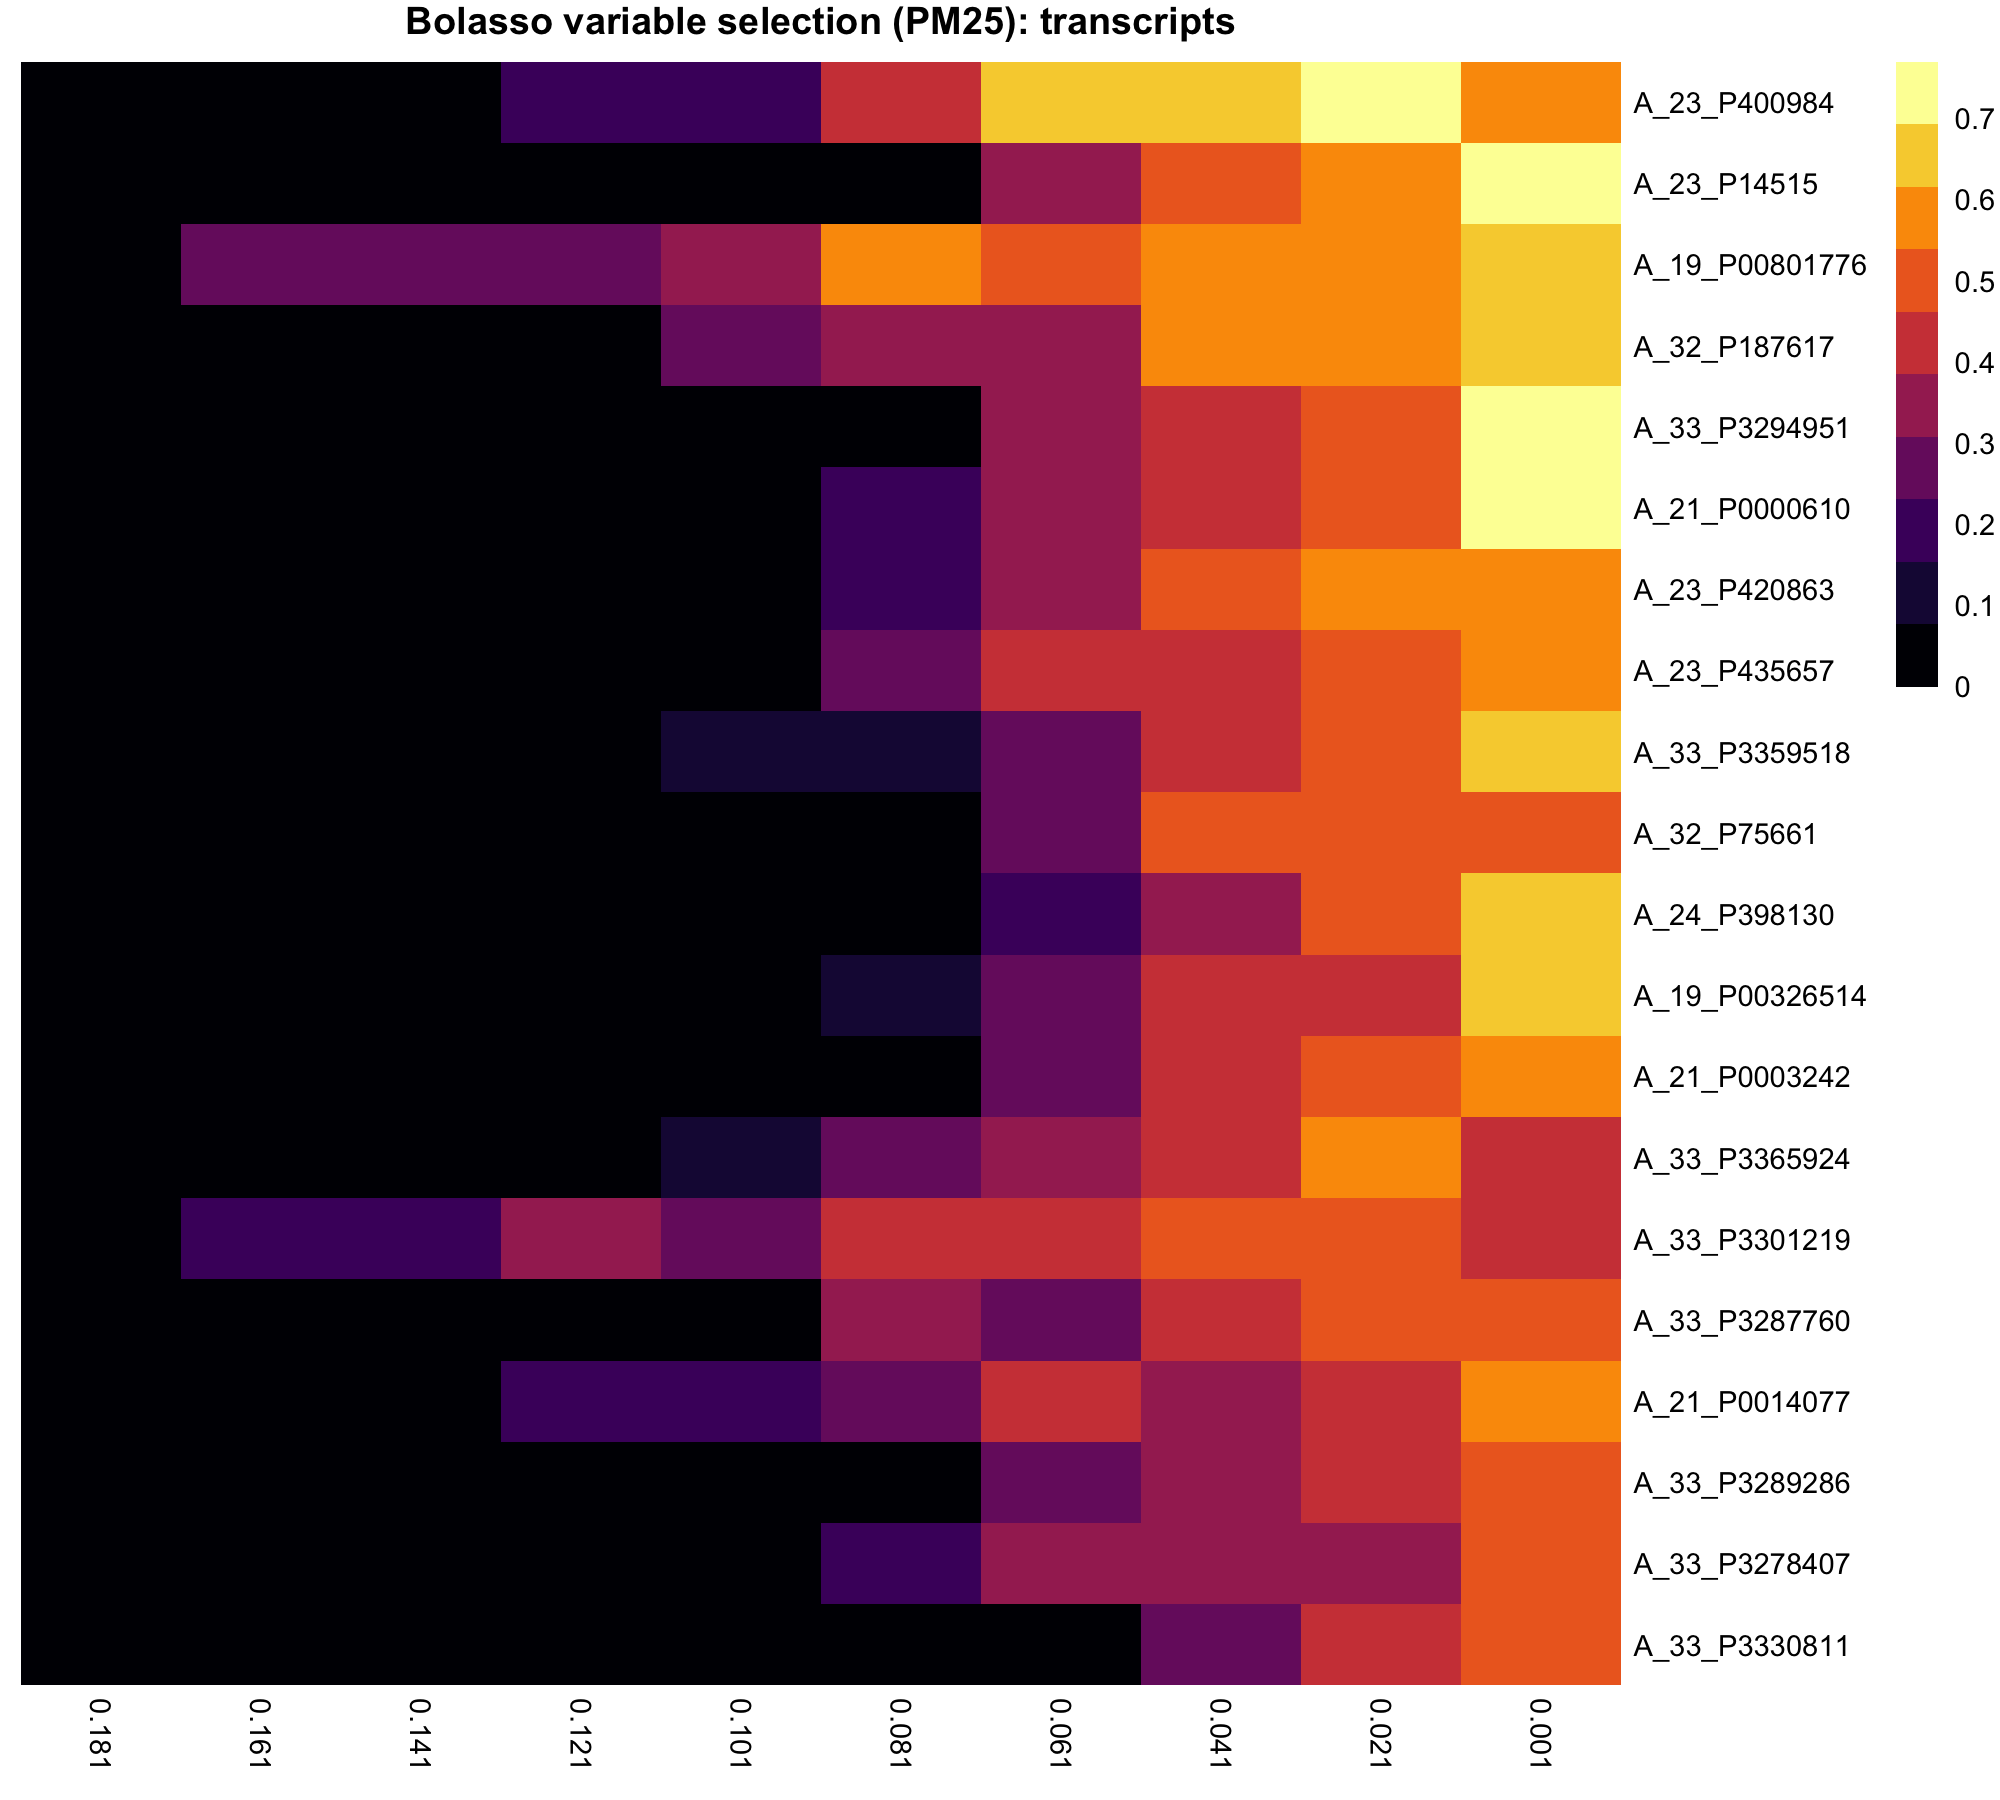 Bolasso variable selection (PM25): transcripts
A_23_P400984
A_23_P14515
A_19_P00801776
A_32_P187617
A_33_P3294951
A_21_P0000610
A_23_P420863
A_23_P435657
A_33_P3359518
A_32_P75661
A_24_P398130
A_19_P00326514
A_21_P0003242
A_33_P3365924
A_33_P3301219
A_33_P3287760
A_21_P0014077
A_33_P3289286
A_33_P3278407
A_33_P3330811
0.7
0.6
0.5
0.4
0.3
0.2
0.1
0
0.181
0.161
0.141
0.121
0.101
0.081
0.061
0.041
0.021
0.001